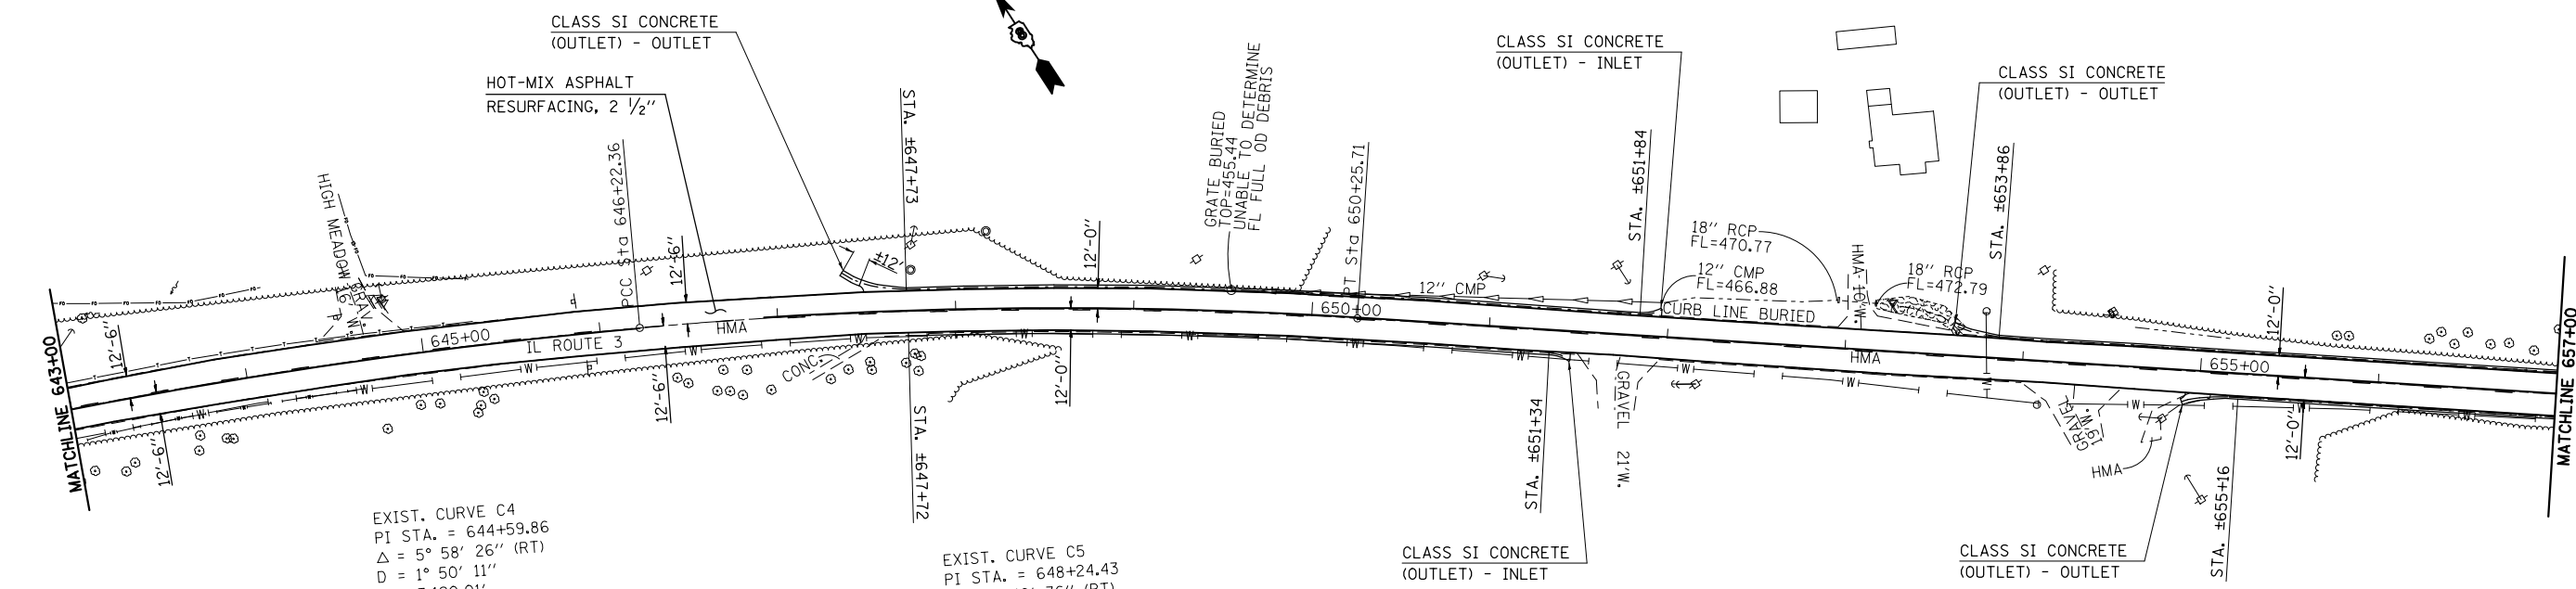 CLASS SI CONCRETE
(OUTLET) - OUTLET
HOT-MIX ASPHALT
RESURFACING, 2 ½"
CLASS SI CONCRETE
(OUTLET) - INLET
CLASS SI CONCRETE
(OUTLET) - OUTLET
GRATE BURIED
TOP=455.44
UNABLE TO DETERMINE
FL FULL OD DEBRIS
STA. ±647+73
PCC Sta 646+22.36
PT Sta 650+25.71
STA. ±651+84
STA. ±653+86
HIGH MEADOW
GRAV.
16' W.
12'-6"
12'-6"
±12'
12'-0"
18" RCP
FL=470.77
12" CMP
FL=466.88
12" CMP
HMA
10'W.
18" RCP
FL=472.79
CURB LINE BURIED
12'-0"
MATCHLINE 643+00
645+00
IL ROUTE 3
HMA
650+00
HMA
655+00
MATCHLINE 657+00
W
W
W
W
W
W
W
W
W
W
W
W
W
W
CONC.
12'-6"
12'-6"
12'-0"
12'-0"
STA. ±647+72
STA. ±651+34
GRAVEL 21'W.
GRAVEL
19'W.
HMA
STA. ±655+16
EXIST. CURVE C4
PI STA. = 644+59.86
Δ = 5° 58' 26" (RT)
D = 1° 50' 11"
EXIST. CURVE C5
PI STA. = 648+24.43
CLASS SI CONCRETE
(OUTLET) - INLET
CLASS SI CONCRETE
(OUTLET) - OUTLET